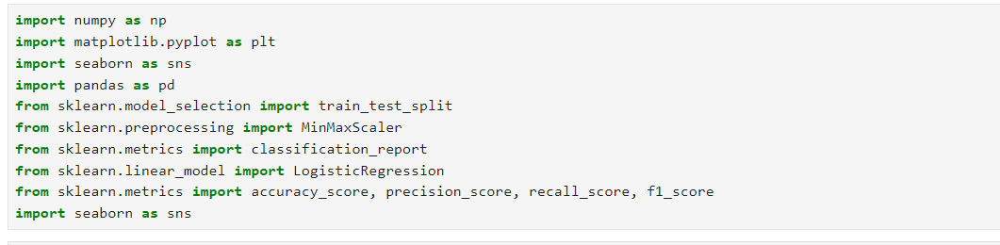 import numpy as np
import matplotlib.pyplot as plt
import seaborn as sns
import pandas as pd
from sklearn.model_selection import train_test_split
from sklearn.preprocessing import MinMaxScaler
from sklearn.metrics import classification_report
from sklearn.linear_model import LogisticRegression
from sklearn.metrics import accuracy_score, precision_score, recall_score, f1_score
import seaborn as sns